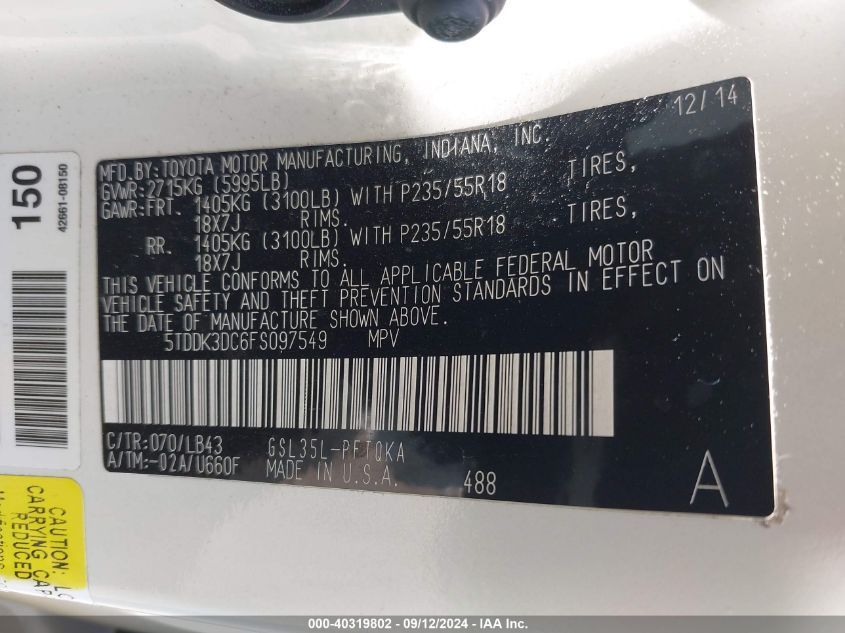 12/14
MFD.BY:TOYOTA MOTOR MANUFACTURING, INDIANA, INC.
GVWR:2715KG (5995LB)
GAWR:FRT. 1405KG (3100LB) WITH P235/55R18 TIRES,
18X7J RIMS.
RR. 1405KG (3100LB) WITH P235/55R18 TIRES,
18X7J RIMS.
THIS VEHICLE CONFORMS TO ALL APPLICABLE FEDERAL MOTOR
VEHICLE SAFETY AND THEFT PREVENTION STANDARDS IN EFFECT ON
THE DATE OF MANUFACTURE SHOWN ABOVE.
5TDDK3DC6FS097549 MPV
C/TR:070/LB43 GSL35L-PFTQKA
A/TM:-02A/U660F MADE IN U.S.A. 488
A
150
42661-08150
CAUTION: LO
CARRYING CAP
REDUCED
000-40319802 - 09/12/2024 - IAA Inc.